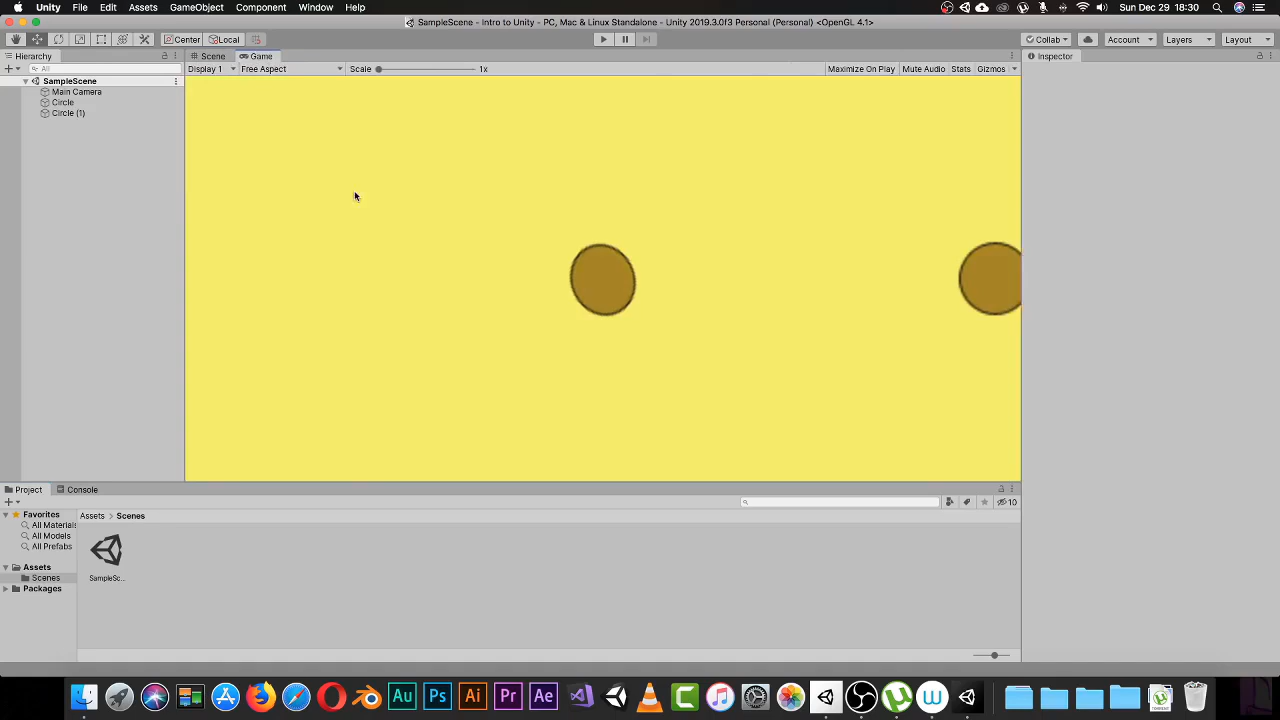 Unity File Edit Assets GameObject Component Window Help Sun Dec 29 18:30
SampleScene - Intro to Unity - PC, Mac & Linux Standalone - Unity 2019.3.0f3 Personal (Personal) <OpenGL 4.1>
Center Local Collab Account Layers Layout
Hierarchy Scene Game Inspector
All Display 1 Free Aspect Scale 1x Maximize On Play Mute Audio Stats Gizmos
SampleScene
Main Camera
Circle
Circle (1)
Project Console
10
Favorites Assets > Scenes
All Materials
All Models
All Prefabs
Assets
Scenes SampleSc...
Packages
Au Ps Ai Pr Ae